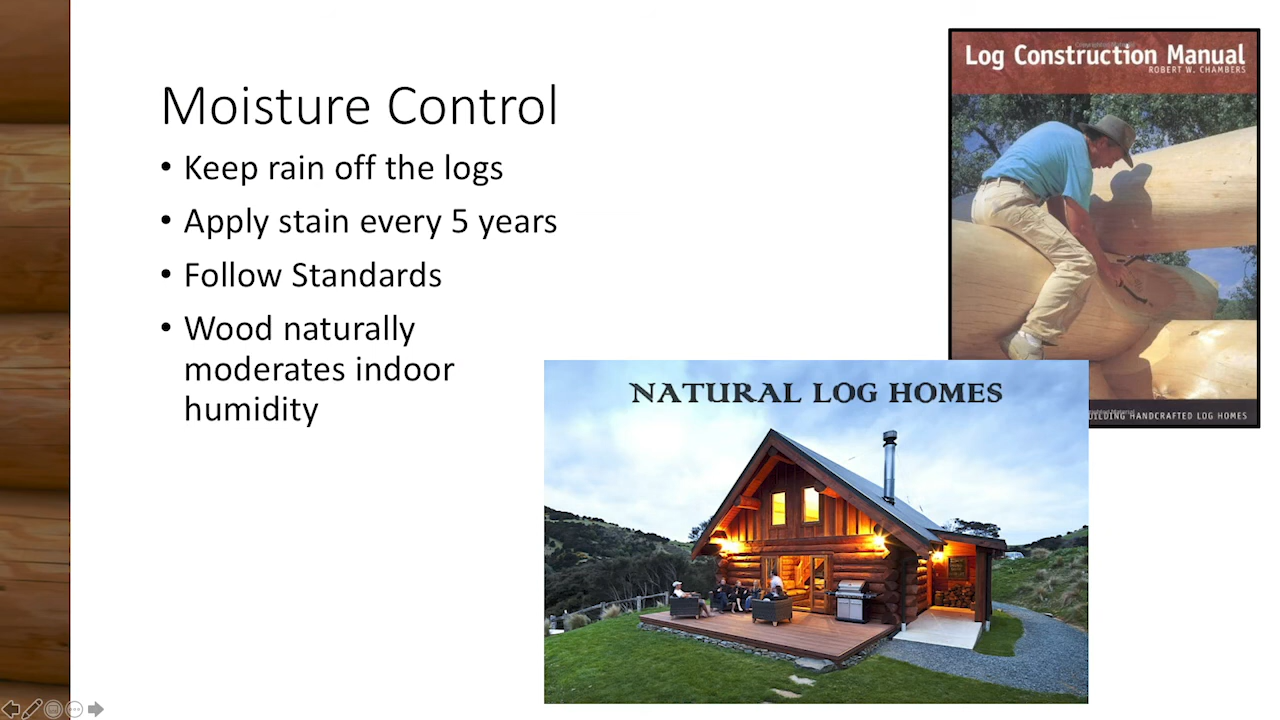 Moisture Control
• Keep rain off the logs
• Apply stain every 5 years
• Follow Standards
• Wood naturally
moderates indoor
humidity
Log Construction Manual
ROBERT W. CHAMBERS
NATURAL LOG HOMES
BUILDING HANDCRAFTED LOG HOMES